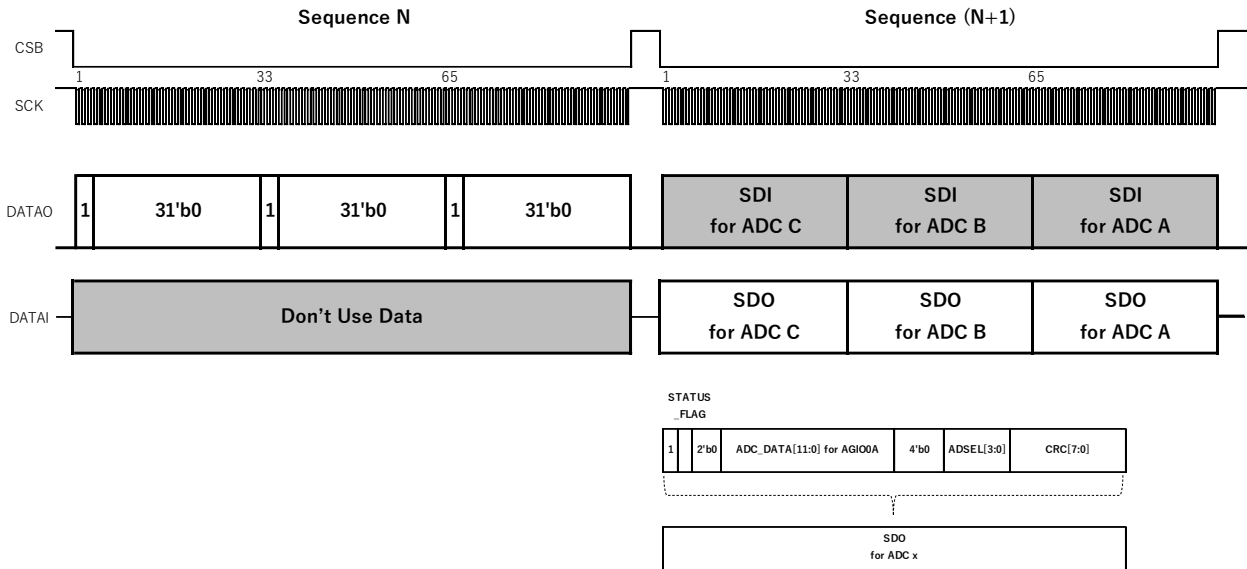 Sequence N
Sequence (N+1)
CSB
1 33 65 1 33 65
SCK
DATAO
1 31'b0 1 31'b0 1 31'b0
SDI
for ADC C
SDI
for ADC B
SDI
for ADC A
DATAI
Don't Use Data
SDO
for ADC C
SDO
for ADC B
SDO
for ADC A
STATUS
_FLAG
1 2'b0 ADC_DATA[11:0] for AGIO0A 4'b0 ADSEL[3:0] CRC[7:0]
SDO
for ADC x